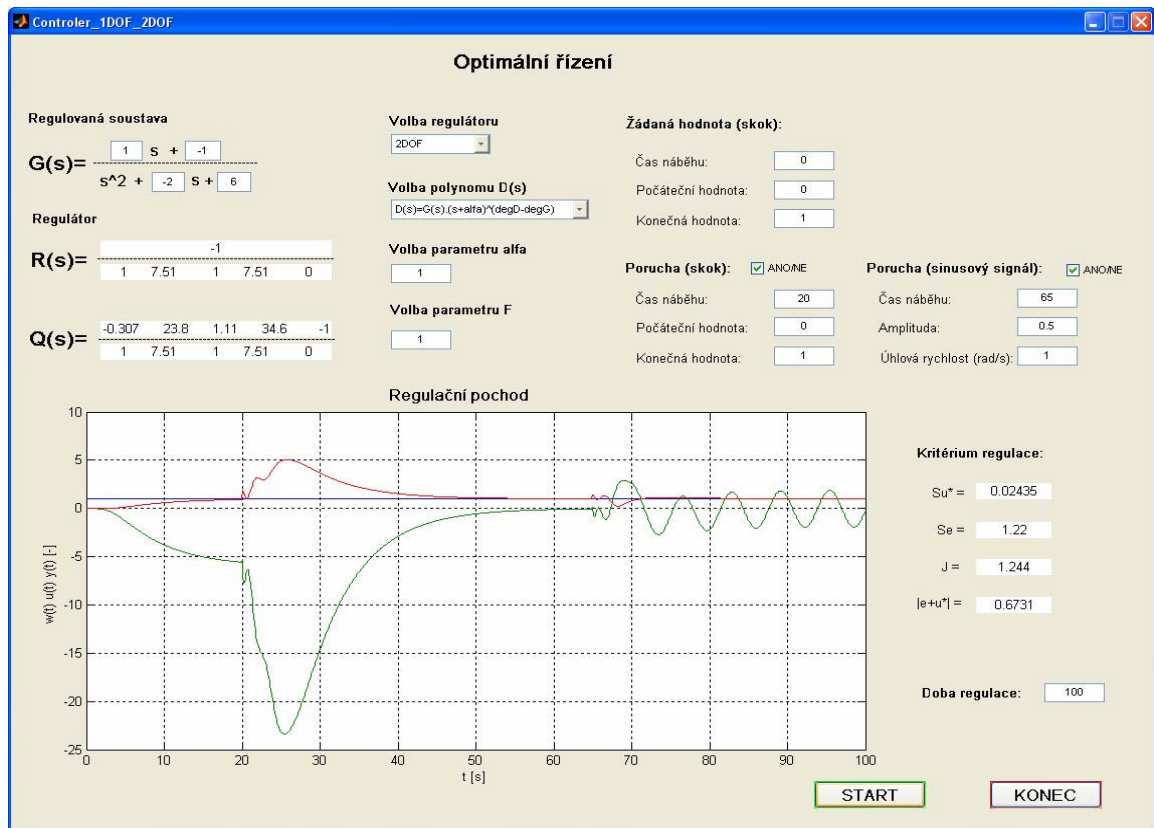 Controler_1DOF_2DOF
Optimální řízení
Regulovaná soustava
G(s)=
1 s + -1
s^2 + -2 s + 6
Regulátor
R(s)=
-1
1 7.51 1 7.51 0
Q(s)=
-0.307 23.8 1.11 34.6 -1
1 7.51 1 7.51 0
Volba regulátoru
2DOF
Volba polynomu D(s)
D(s)=G(s).(s+alfa)^(degD-degG)
Volba parametru alfa
1
Volba parametru F
1
Žádaná hodnota (skok):
Čas náběhu: 0
Počáteční hodnota: 0
Konečná hodnota: 1
Porucha (skok): ANO/NE
Čas náběhu: 20
Počáteční hodnota: 0
Konečná hodnota: 1
Porucha (sinusový signál): ANO/NE
Čas náběhu: 65
Amplituda: 0.5
Úhlová rychlost (rad/s): 1
Regulační pochod
10
5
0
-5
-10
-15
-20
-25
w(t) u(t) y(t) [-]
0 10 20 30 40 50 60 70 80 90 100
t [s]
Kritérium regulace:
Su* = 0.02435
Se = 1.22
J = 1.244
|e+u*| = 0.6731
Doba regulace: 100
START
KONEC